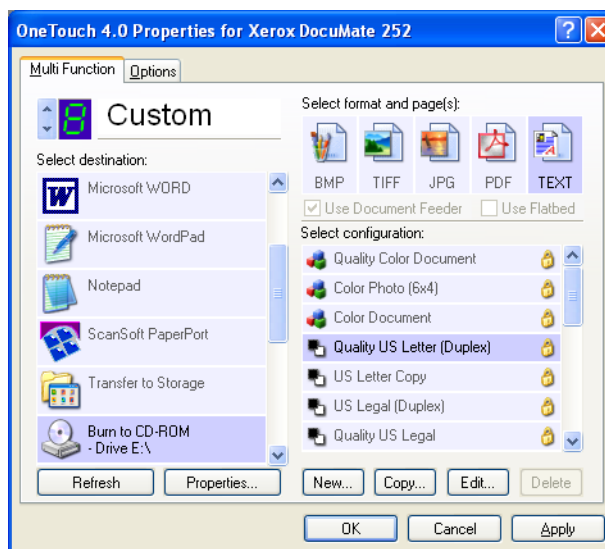 OneTouch 4.0 Properties for Xerox DocuMate 252
Multi Function
Options
8
Custom
Select destination:
Microsoft WORD
Microsoft WordPad
Notepad
ScanSoft PaperPort
Transfer to Storage
Burn to CD-ROM
- Drive E:\
Refresh
Properties...
Select format and page(s):
BMP
TIFF
JPG
PDF
TEXT
Use Document Feeder
Use Flatbed
Select configuration:
Quality Color Document
Color Photo (6x4)
Color Document
Quality US Letter (Duplex)
US Letter Copy
US Legal (Duplex)
Quality US Legal
New...
Copy...
Edit...
Delete
OK
Cancel
Apply